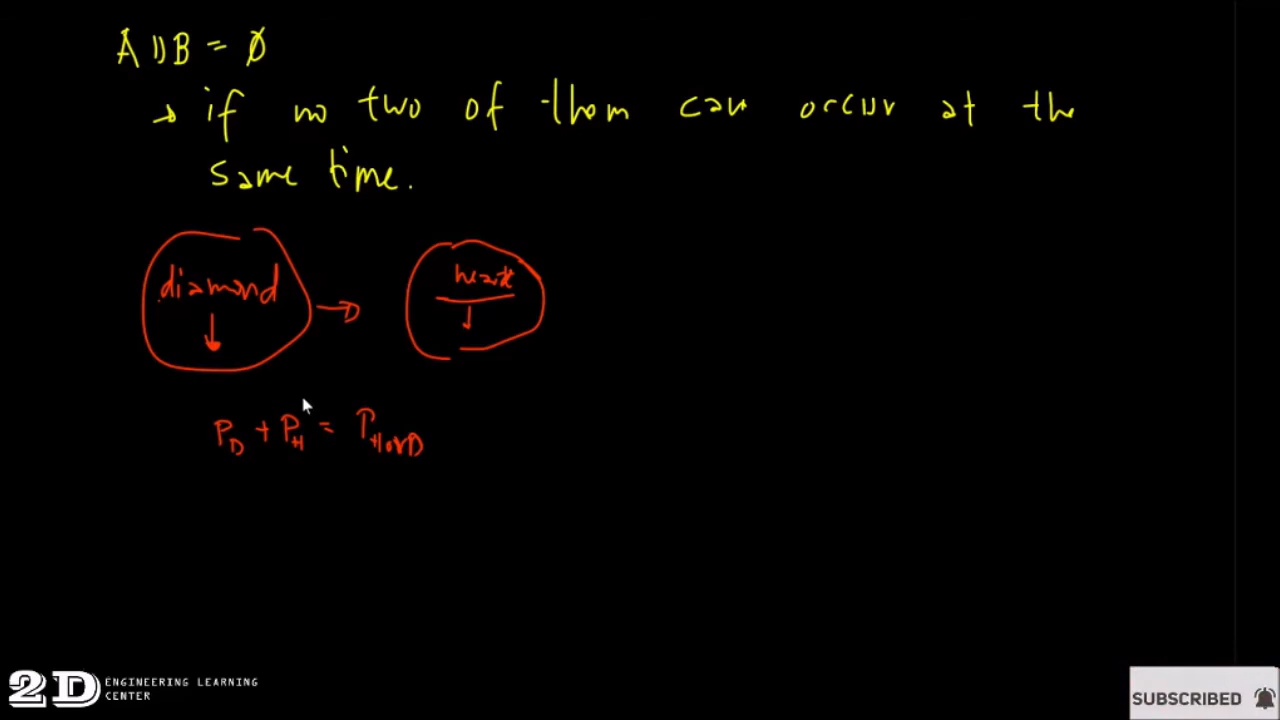 A ∩ B = Ø
→ if no two of them can occur at the
same time.
diamond → heart
P_D + P_H = P_H or D
2D ENGINEERING LEARNING
CENTER
SUBSCRIBED